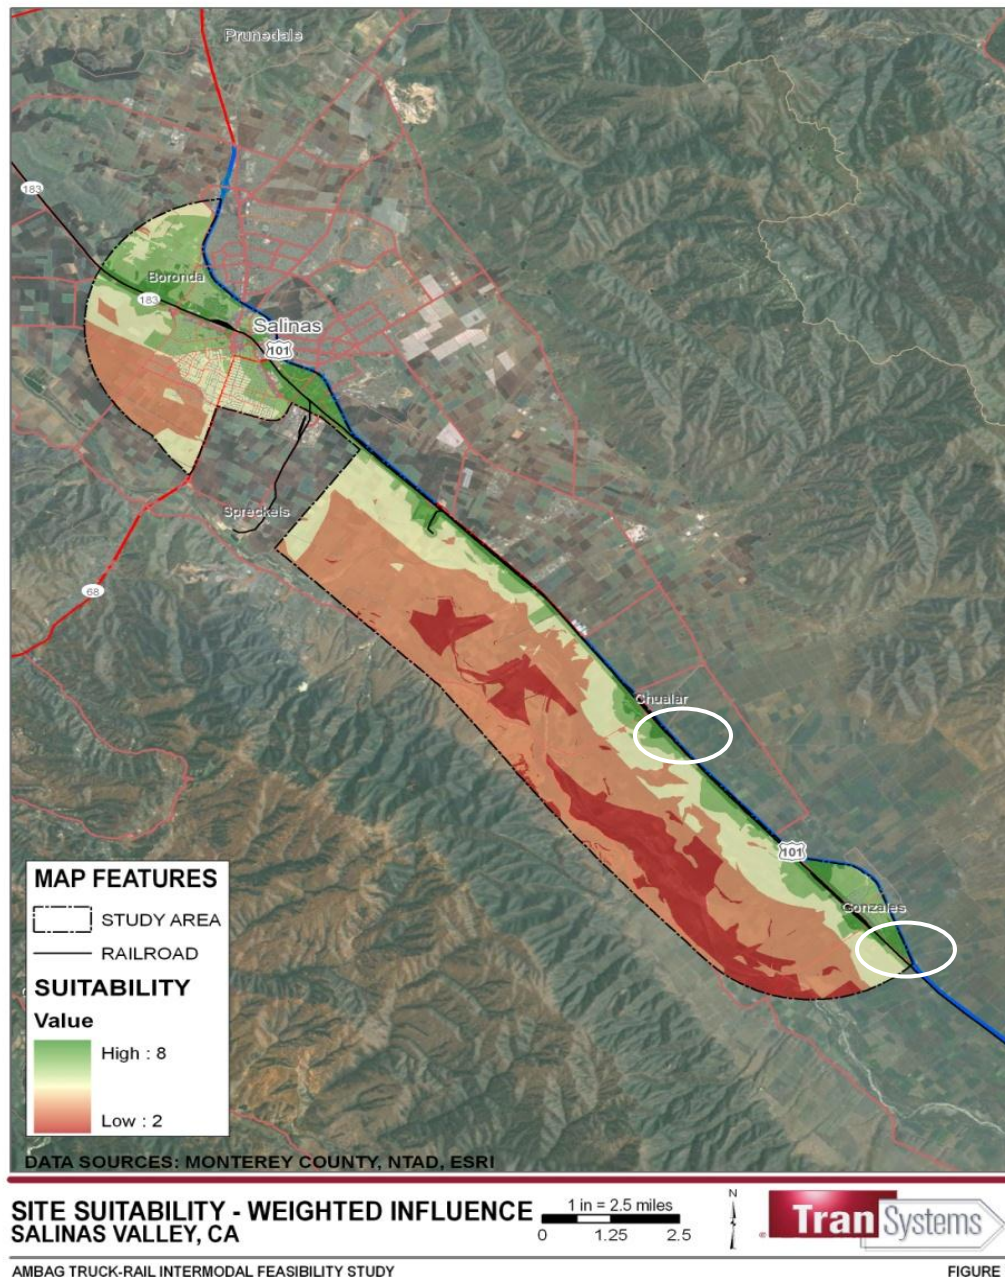 Prunedale
183
Boronda
183
Salinas
101
Spreckels
68
Chualar
101
Gonzales
MAP FEATURES
STUDY AREA
RAILROAD
SUITABILITY
Value
High : 8
Low : 2
DATA SOURCES: MONTEREY COUNTY, NTAD, ESRI
SITE SUITABILITY - WEIGHTED INFLUENCE
SALINAS VALLEY, CA
1 in = 2.5 miles
0 1.25 2.5
N
® TranSystems
AMBAG TRUCK-RAIL INTERMODAL FEASIBILITY STUDY
FIGURE